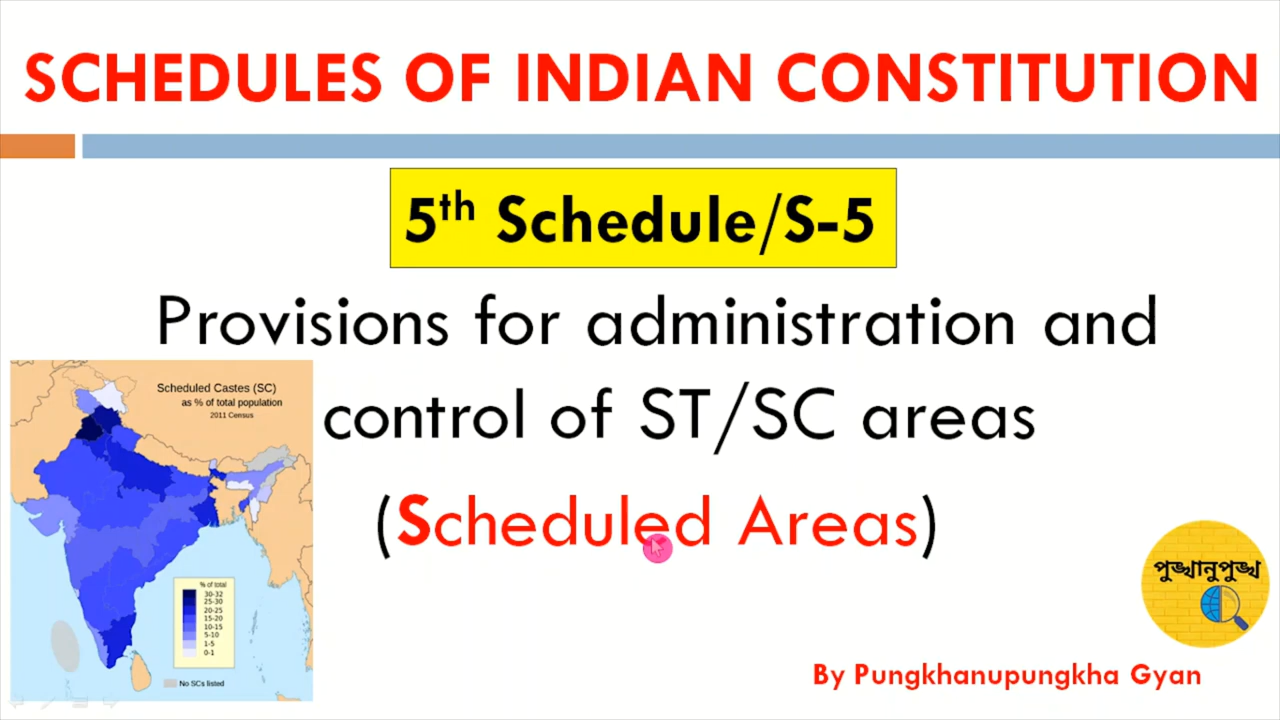 SCHEDULES OF INDIAN CONSTITUTION
5th Schedule/S-5
Provisions for administration and
control of ST/SC areas
(Scheduled Areas)
Scheduled Castes (SC)
as % of total population
2011 Census
% of total
30-32
25-30
20-25
15-20
10-15
5-10
1-5
0-1
No SCs listed
পুঙ্খানুপুঙ্খ
By Pungkhanupungkha Gyan